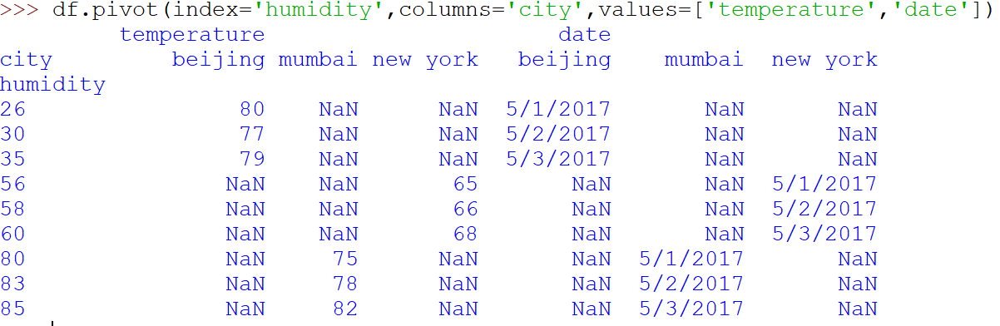 >>> df.pivot(index='humidity',columns='city',values=['temperature','date'])
temperature date
city beijing mumbai new york beijing mumbai new york
humidity
26 80 NaN NaN 5/1/2017 NaN NaN
30 77 NaN NaN 5/2/2017 NaN NaN
35 79 NaN NaN 5/3/2017 NaN NaN
56 NaN NaN 65 NaN NaN 5/1/2017
58 NaN NaN 66 NaN NaN 5/2/2017
60 NaN NaN 68 NaN NaN 5/3/2017
80 NaN 75 NaN NaN 5/1/2017 NaN
83 NaN 78 NaN NaN 5/2/2017 NaN
85 NaN 82 NaN NaN 5/3/2017 NaN